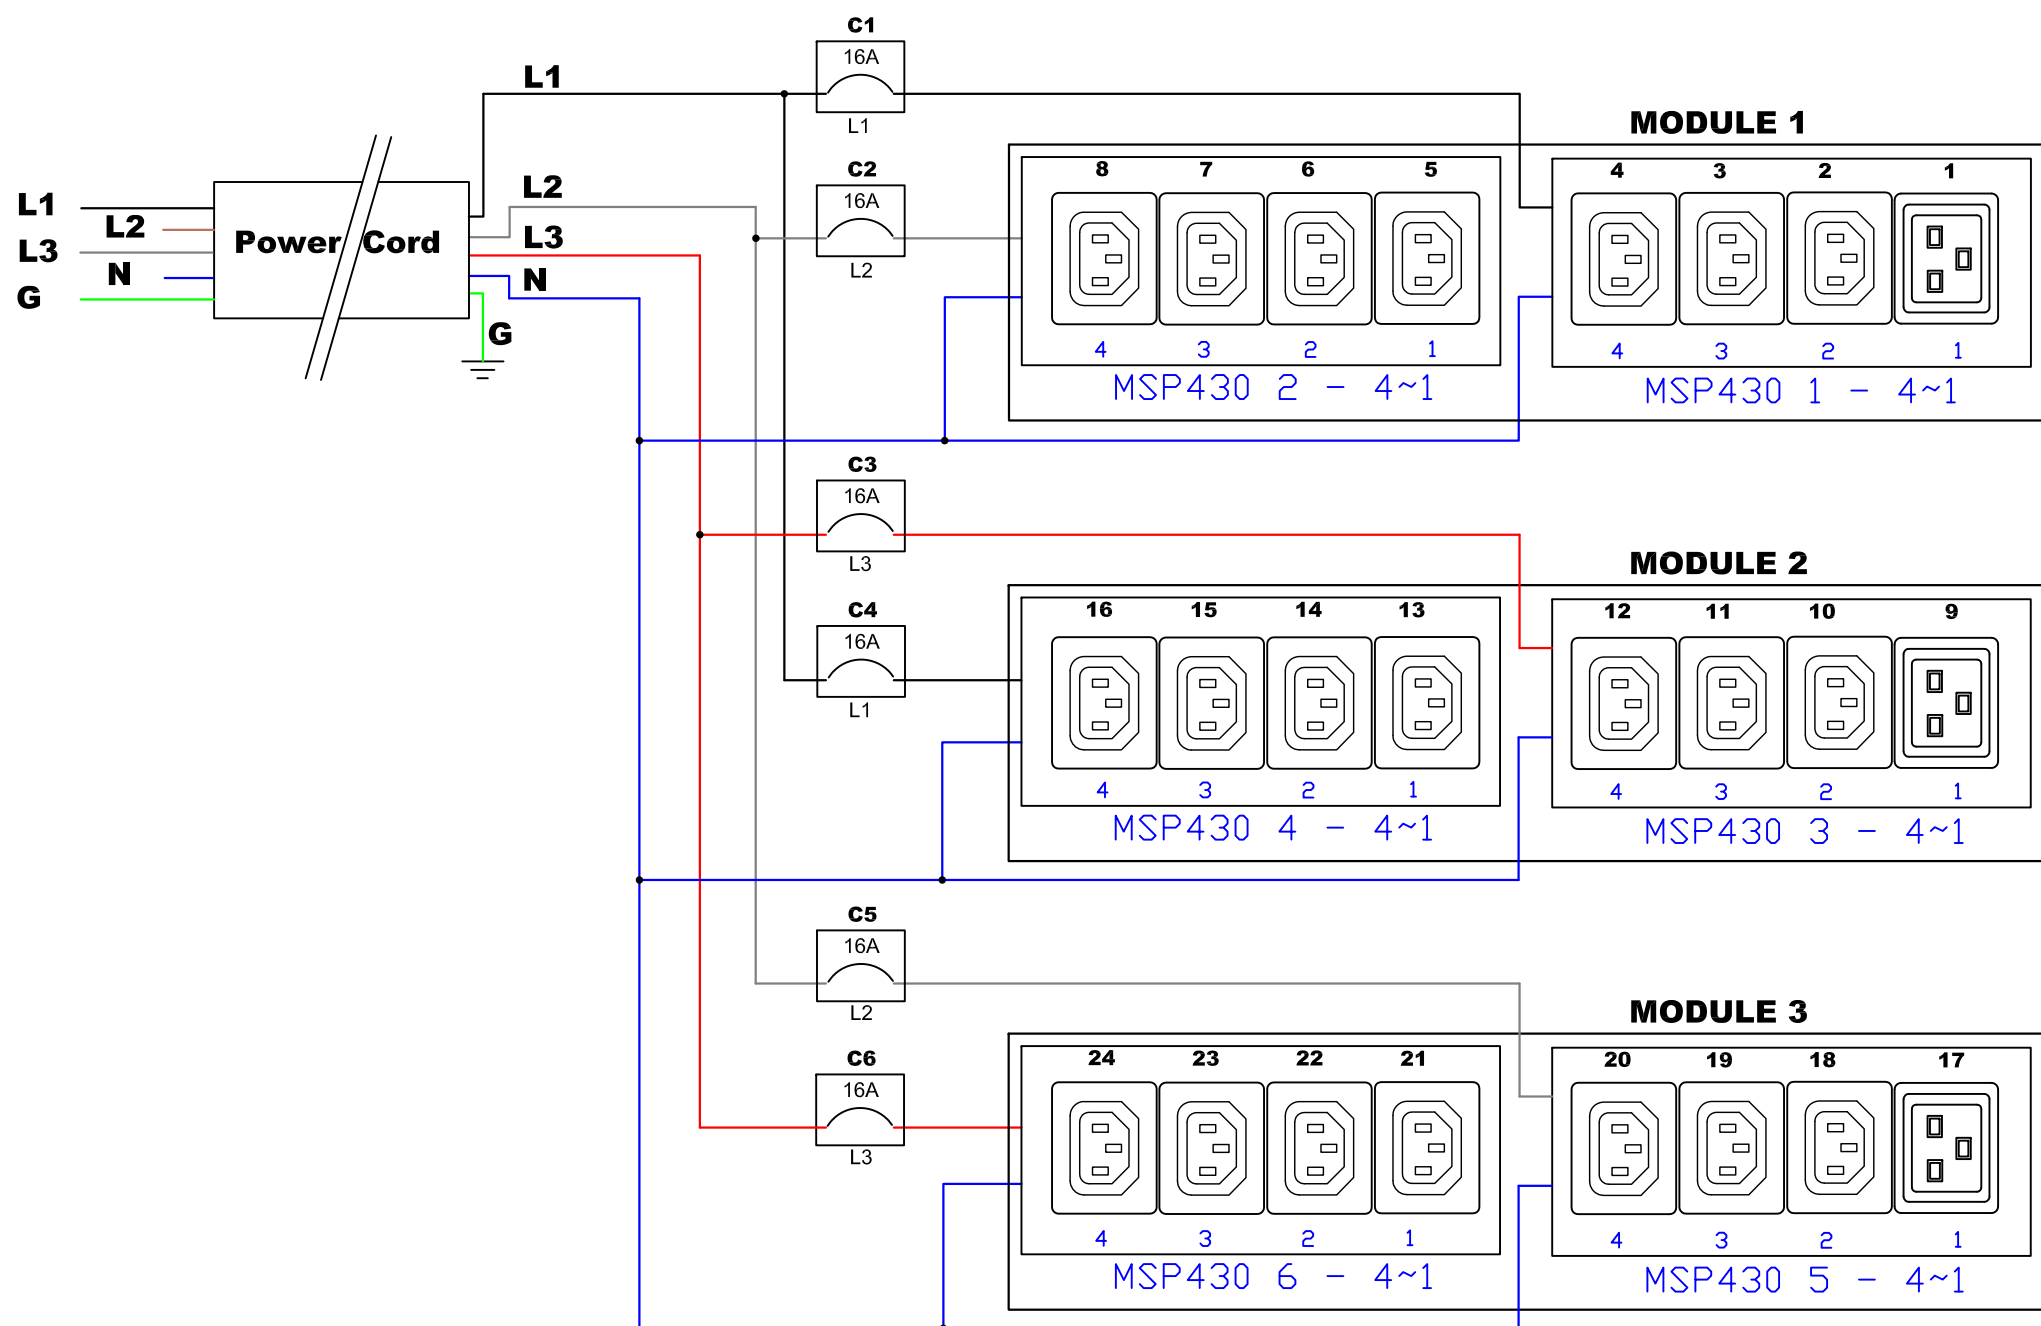 L1
L2
L3
N
G
Power Cord
L1
L2
L3
N
G
C1
16A
L1
C2
16A
L2
MODULE 1
8 7 6 5
4 3 2 1
MSP430 2 - 4~1
4 3 2 1
4 3 2 1
MSP430 1 - 4~1
C3
16A
L3
C4
16A
L1
MODULE 2
16 15 14 13
4 3 2 1
MSP430 4 - 4~1
12 11 10 9
4 3 2 1
MSP430 3 - 4~1
C5
16A
L2
C6
16A
L3
MODULE 3
24 23 22 21
4 3 2 1
MSP430 6 - 4~1
20 19 18 17
4 3 2 1
MSP430 5 - 4~1